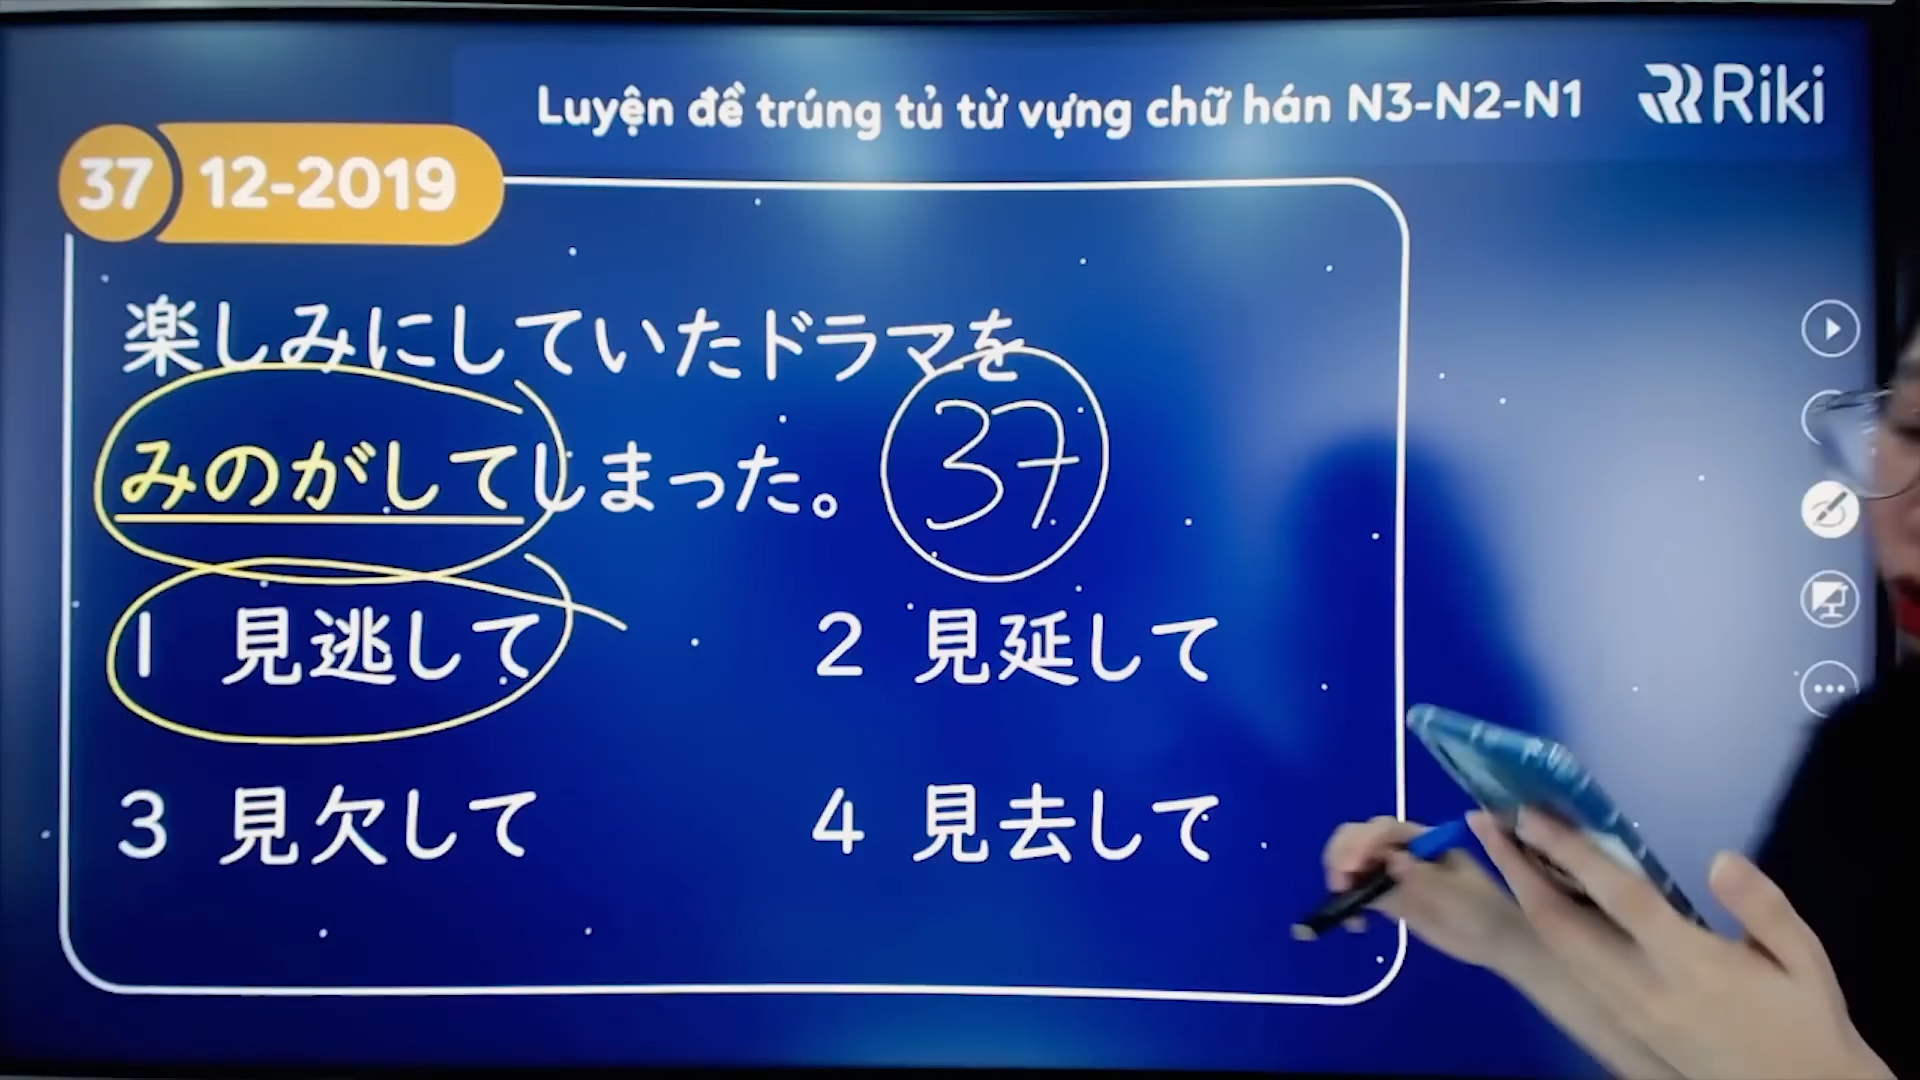 Luyện đề trúng tủ từ vựng chữ hán N3-N2-N1
Riki
37 12-2019
楽しみにしていたドラマを
みのがしてしまった。
37
1 見逃して
2 見延して
3 見欠して
4 見去して